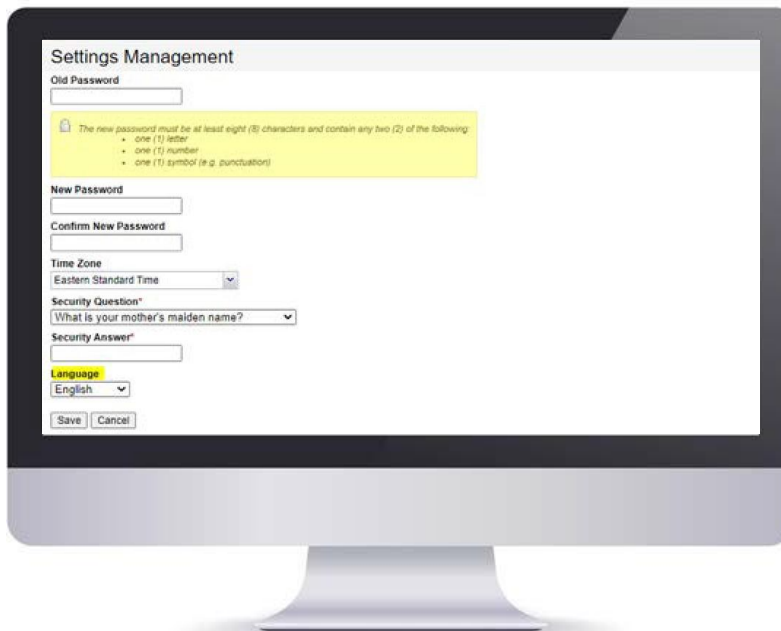 Settings Management
Old Password
The new password must be at least eight (8) characters and contain any two (2) of the following:
one (1) letter
one (1) number
one (1) symbol (e.g. punctuation)
New Password
Confirm New Password
Time Zone
Eastern Standard Time
Security Question*
What is your mother's maiden name?
Security Answer*
Language
English
Save Cancel